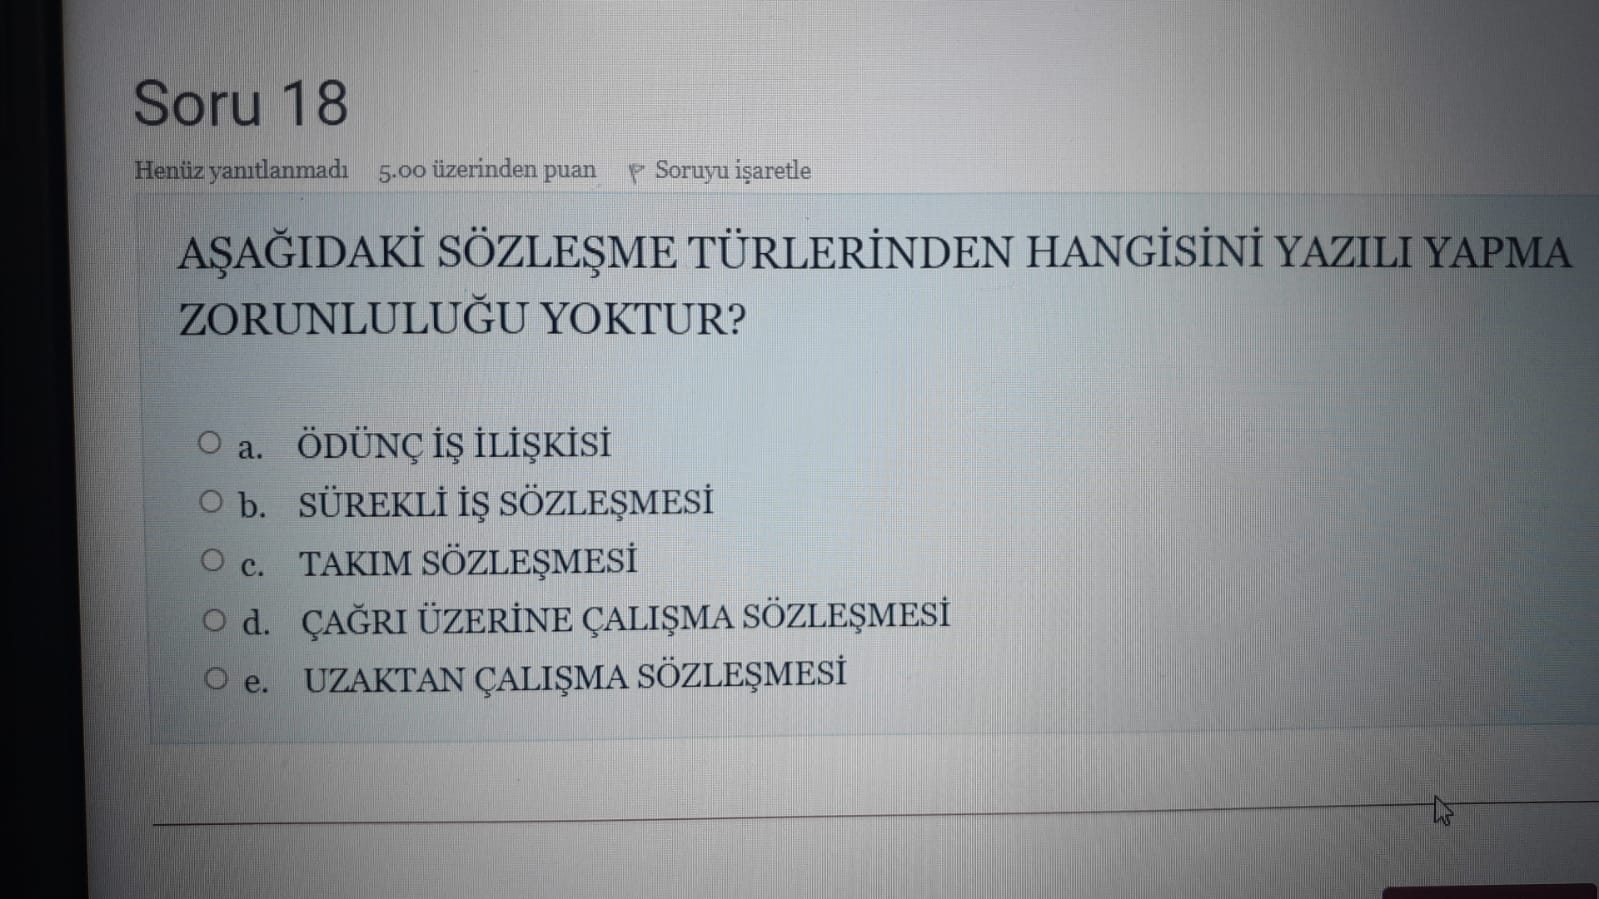 Soru 18
Henüz yanıtlanmadı 5.00 üzerinden puan Soruyu işaretle
AŞAĞIDAKİ SÖZLEŞME TÜRLERİNDEN HANGİSİNİ YAZILI YAPMA
ZORUNLULUĞU YOKTUR?
a. ÖDÜNÇ İŞ İLİŞKİSİ
b. SÜREKLİ İŞ SÖZLEŞMESİ
c. TAKIM SÖZLEŞMESİ
d. ÇAĞRI ÜZERİNE ÇALIŞMA SÖZLEŞMESİ
e. UZAKTAN ÇALIŞMA SÖZLEŞMESİ